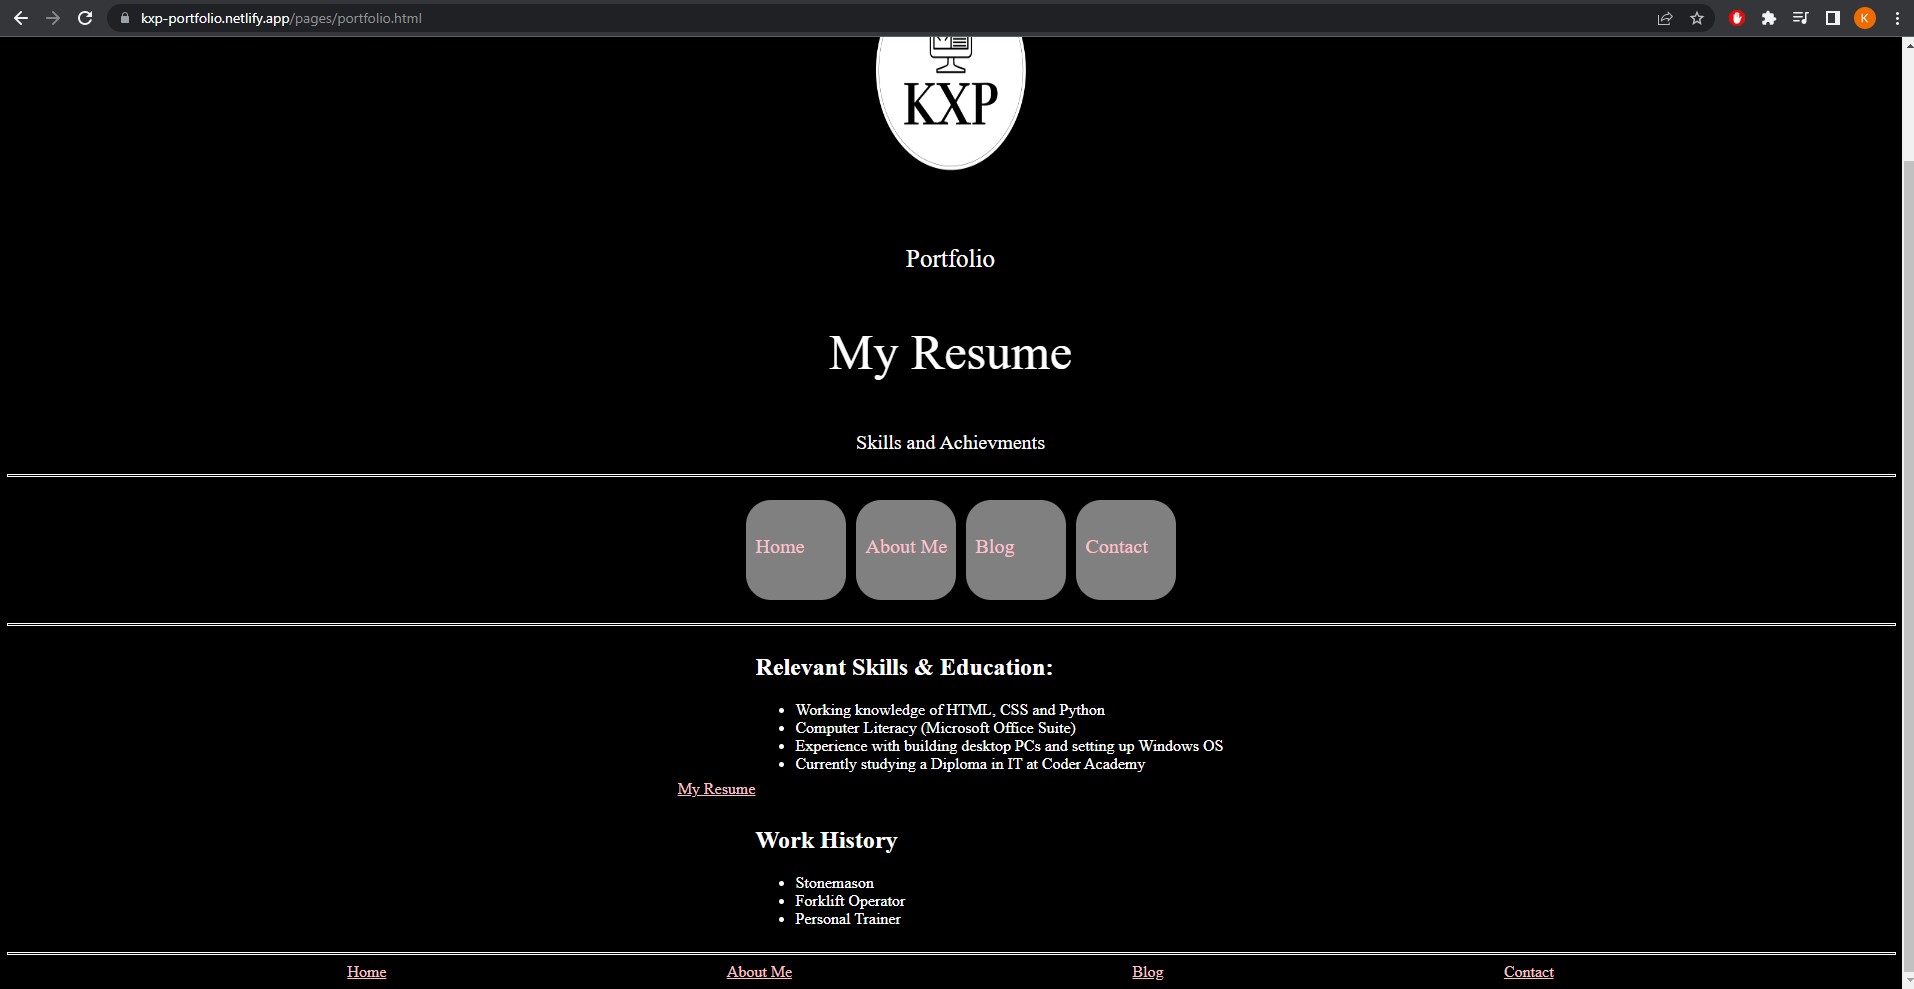 kxp-portfolio.netlify.app/pages/portfolio.html
K
KXP
Portfolio
My Resume
Skills and Achievments
Home About Me Blog Contact
Relevant Skills & Education:
• Working knowledge of HTML, CSS and Python
• Computer Literacy (Microsoft Office Suite)
• Experience with building desktop PCs and setting up Windows OS
• Currently studying a Diploma in IT at Coder Academy
My Resume
Work History
• Stonemason
• Forklift Operator
• Personal Trainer
Home About Me Blog Contact